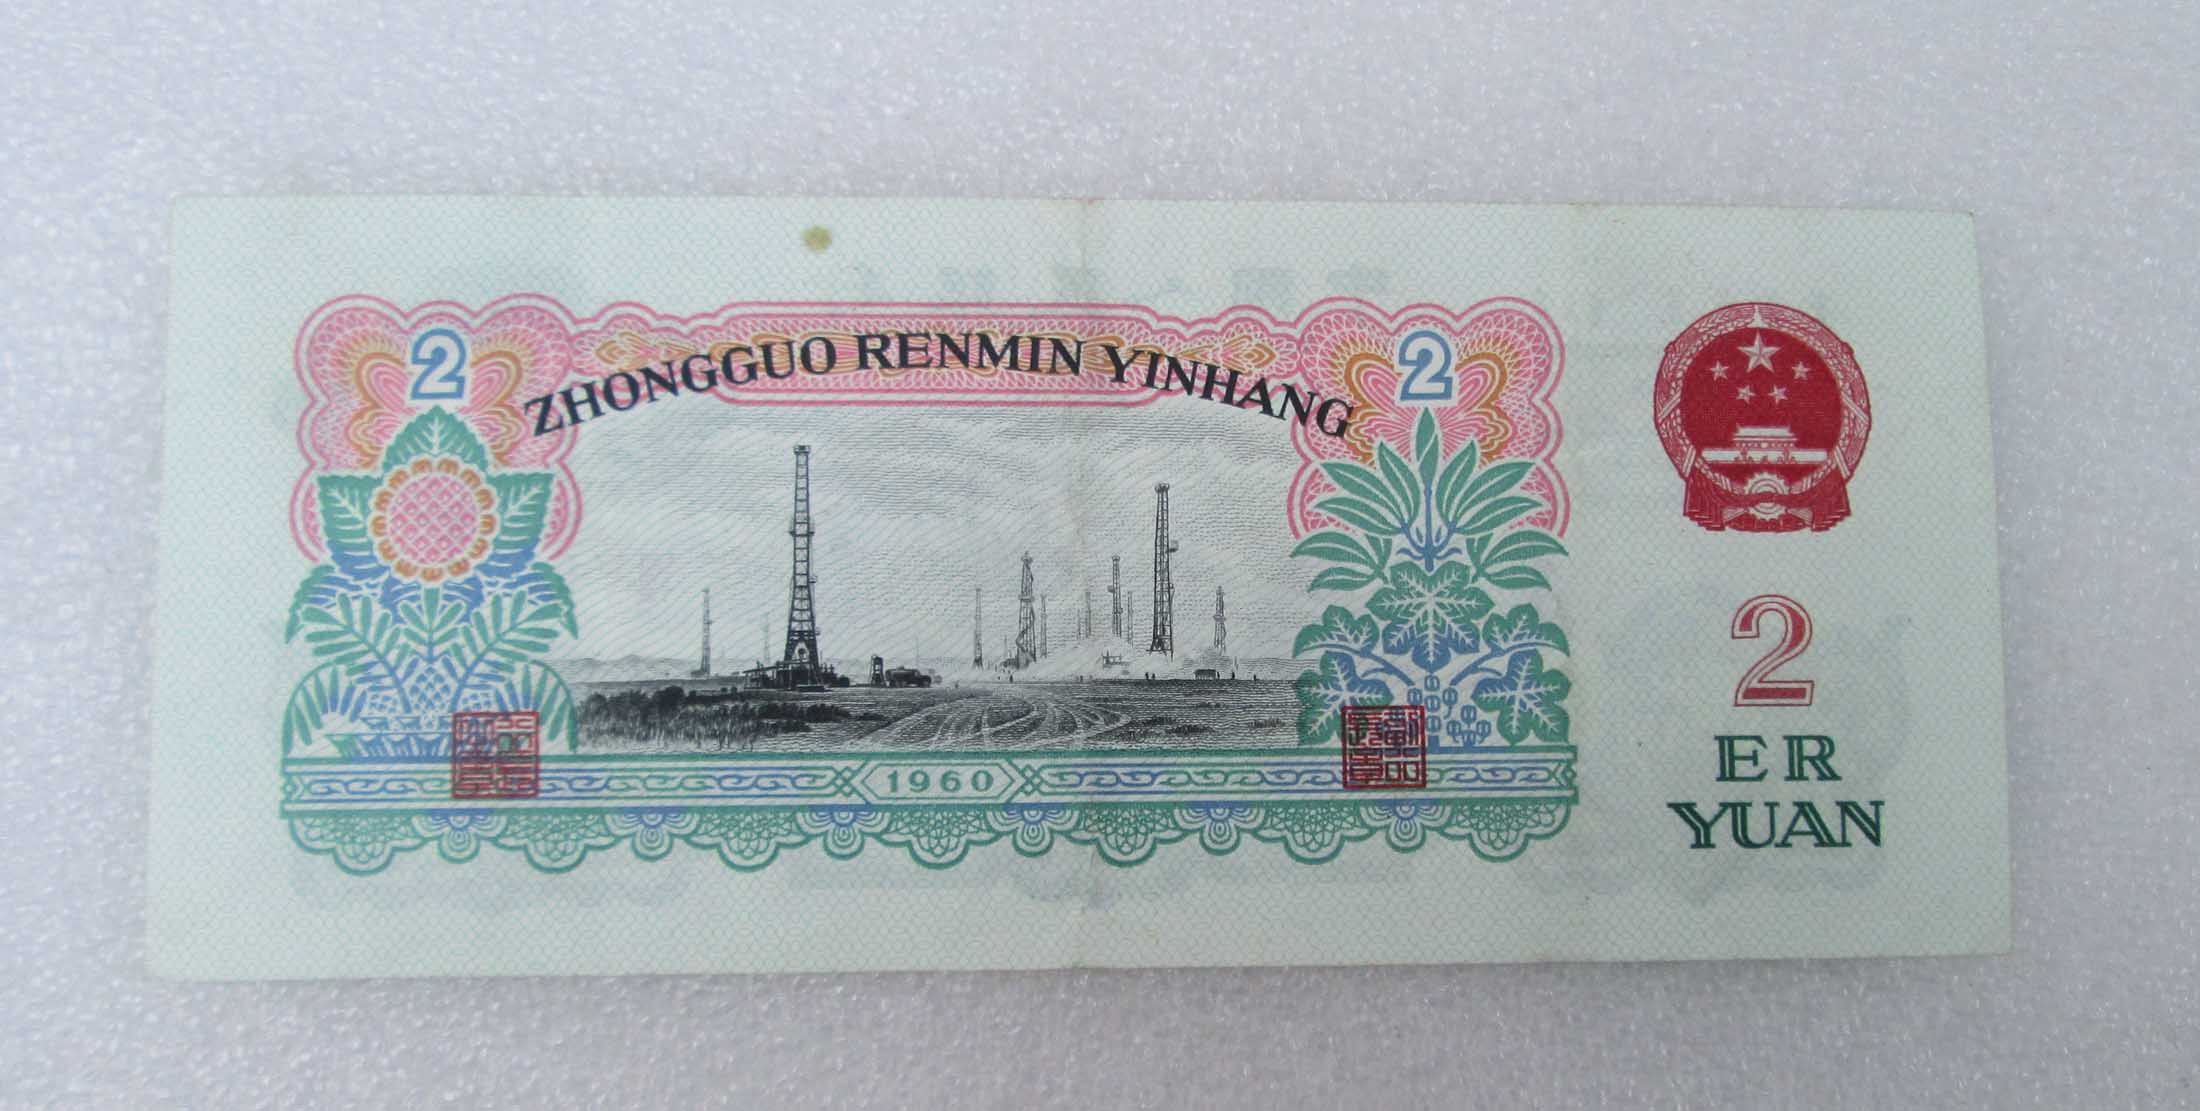 2
2
ZHONGGUO RENMIN YINHANG
1960
2
ER
YUAN